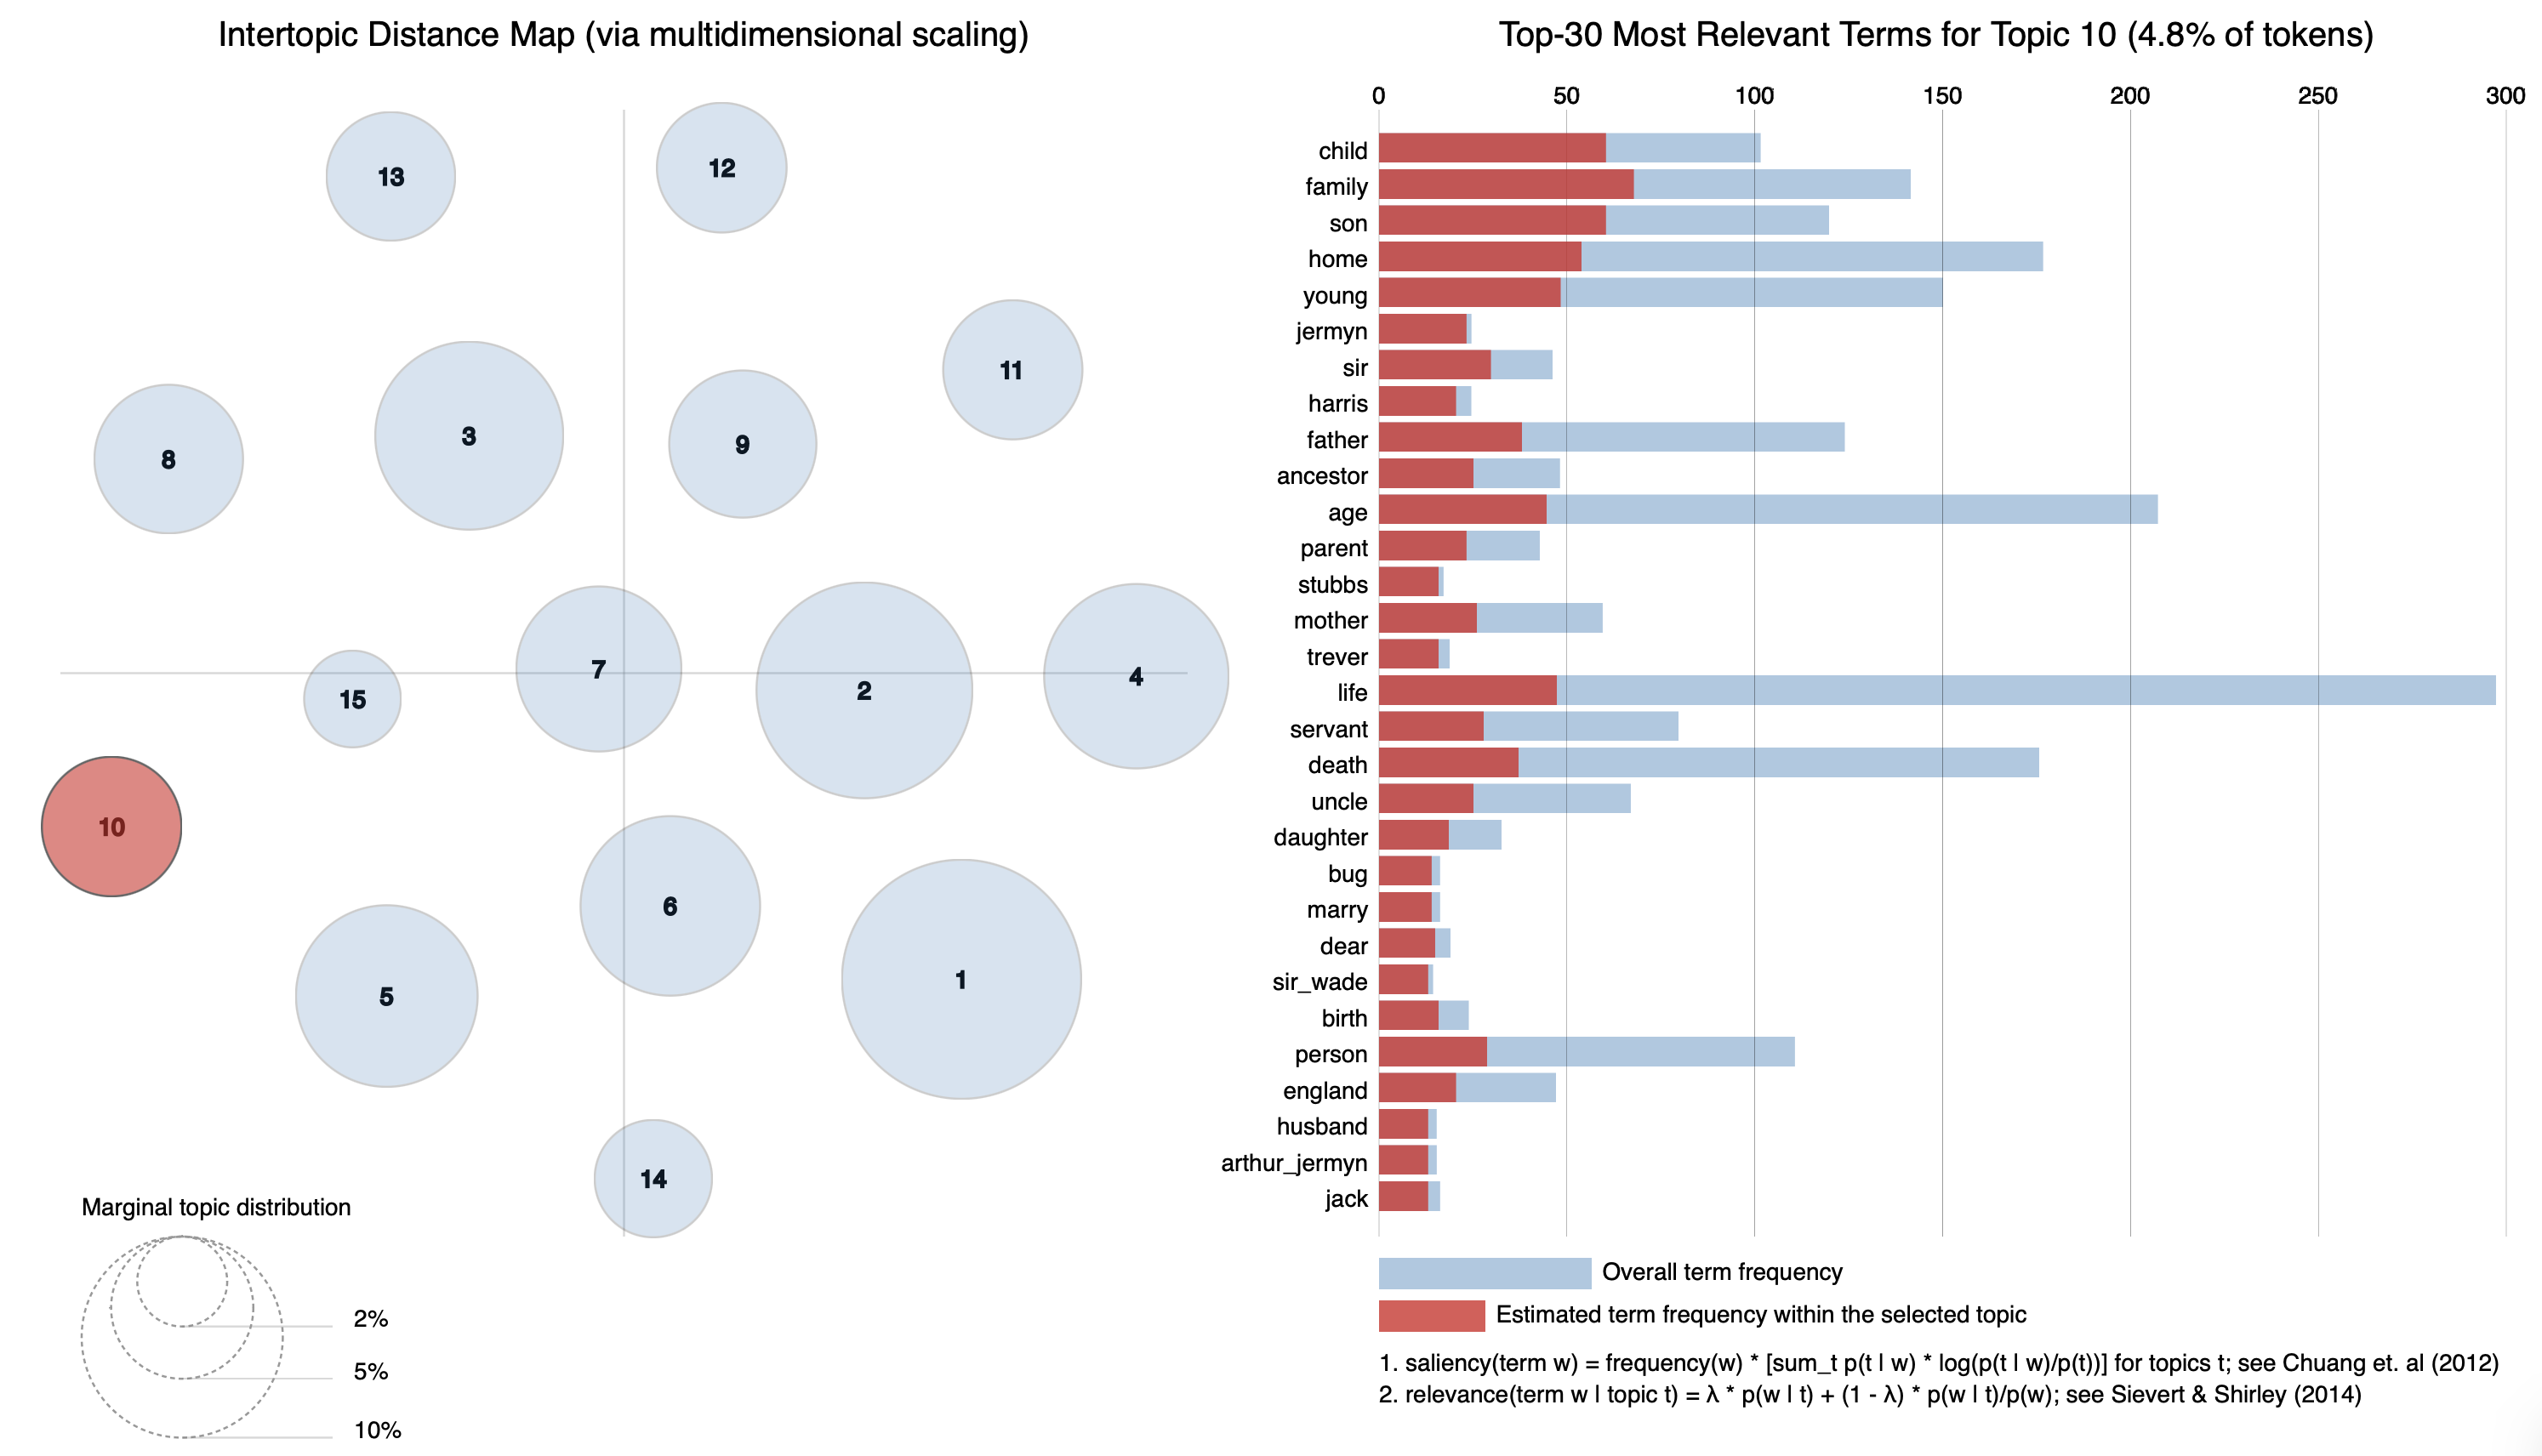 Intertopic Distance Map (via multidimensional scaling)
13
12
11
3
9
8
7
4
2
15
10
6
1
5
14
Marginal topic distribution
2%
5%
10%
Top-30 Most Relevant Terms for Topic 10 (4.8% of tokens)
0 50 100 150 200 250 300
child
family
son
home
young
jermyn
sir
harris
father
ancestor
age
parent
stubbs
mother
trever
life
servant
death
uncle
daughter
bug
marry
dear
sir_wade
birth
person
england
husband
arthur_jermyn
jack
Overall term frequency
Estimated term frequency within the selected topic
1. saliency(term w) = frequency(w) * [sum_t p(t | w) * log(p(t | w)/p(t))] for topics t; see Chuang et. al (2012)
2. relevance(term w | topic t) = λ * p(w | t) + (1 - λ) * p(w | t)/p(w); see Sievert & Shirley (2014)